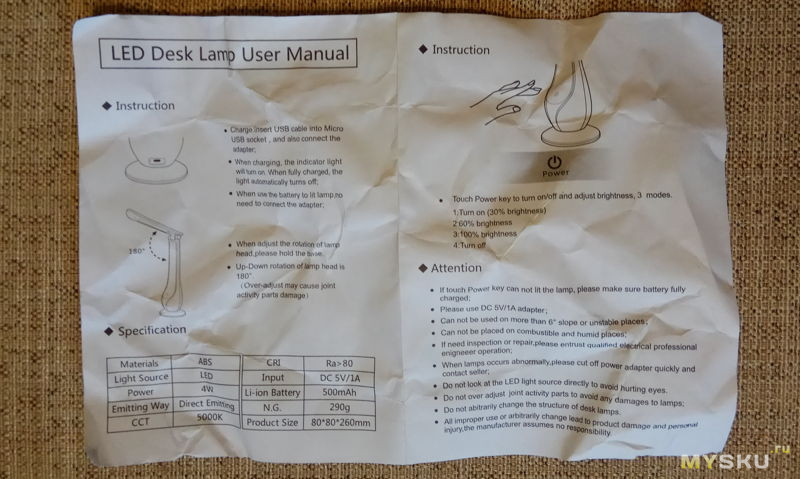 LED Desk Lamp User Manual
◆ Instruction
• Charge:insert USB cable into Micro
USB socket , and also connect the
adapter;
• When charging, the indicator light
will turn on. When fully charged, the
light automatically turns off;
• When use the battery to lit lamp,no
need to connect the adapter;
180°
• When adjust the rotation of lamp
head,please hold the base.
• Up-Down rotation of lamp head is
180°
(Over-adjust may cause joint
activity parts damage)
◆ Specification
Materials ABS CRI Ra>80
Light Source LED Input DC 5V/1A
Power 4W Li-ion Battery 500mAh
Emitting Way Direct Emitting N.G. 290g
CCT 5000K Product Size 80*80*260mm
◆ Instruction
Power
• Touch Power key to turn on/off and adjust brightness, 3 modes.
1:Turn on (30% brightness)
2:60% brightness
3:100% brightness
4:Turn off
◆ Attention
• If touch Power key can not lit the lamp, please make sure battery fully
charged;
• Please use DC 5V/1A adapter;
• Can not be used on more than 6° slope or unstable places;
• Can not be placed on combustible and humid places;
• If need inspection or repair,please entrust qualified electrical professional
enigneeer operation;
• When lamps occurs abnormally,please cut off power adapter quickly and
contact seller;
• Do not look at the LED light source directly to avoid hurting eyes.
• Do not over adjust joint activity parts to avoid any damages to lamps;
• Do not abitrarily change the structure of desk lamps.
• All improper use or arbitrarily change lead to product damage and personal
injury,the manufacturer assumes no responsibility.
MYSKU.ru